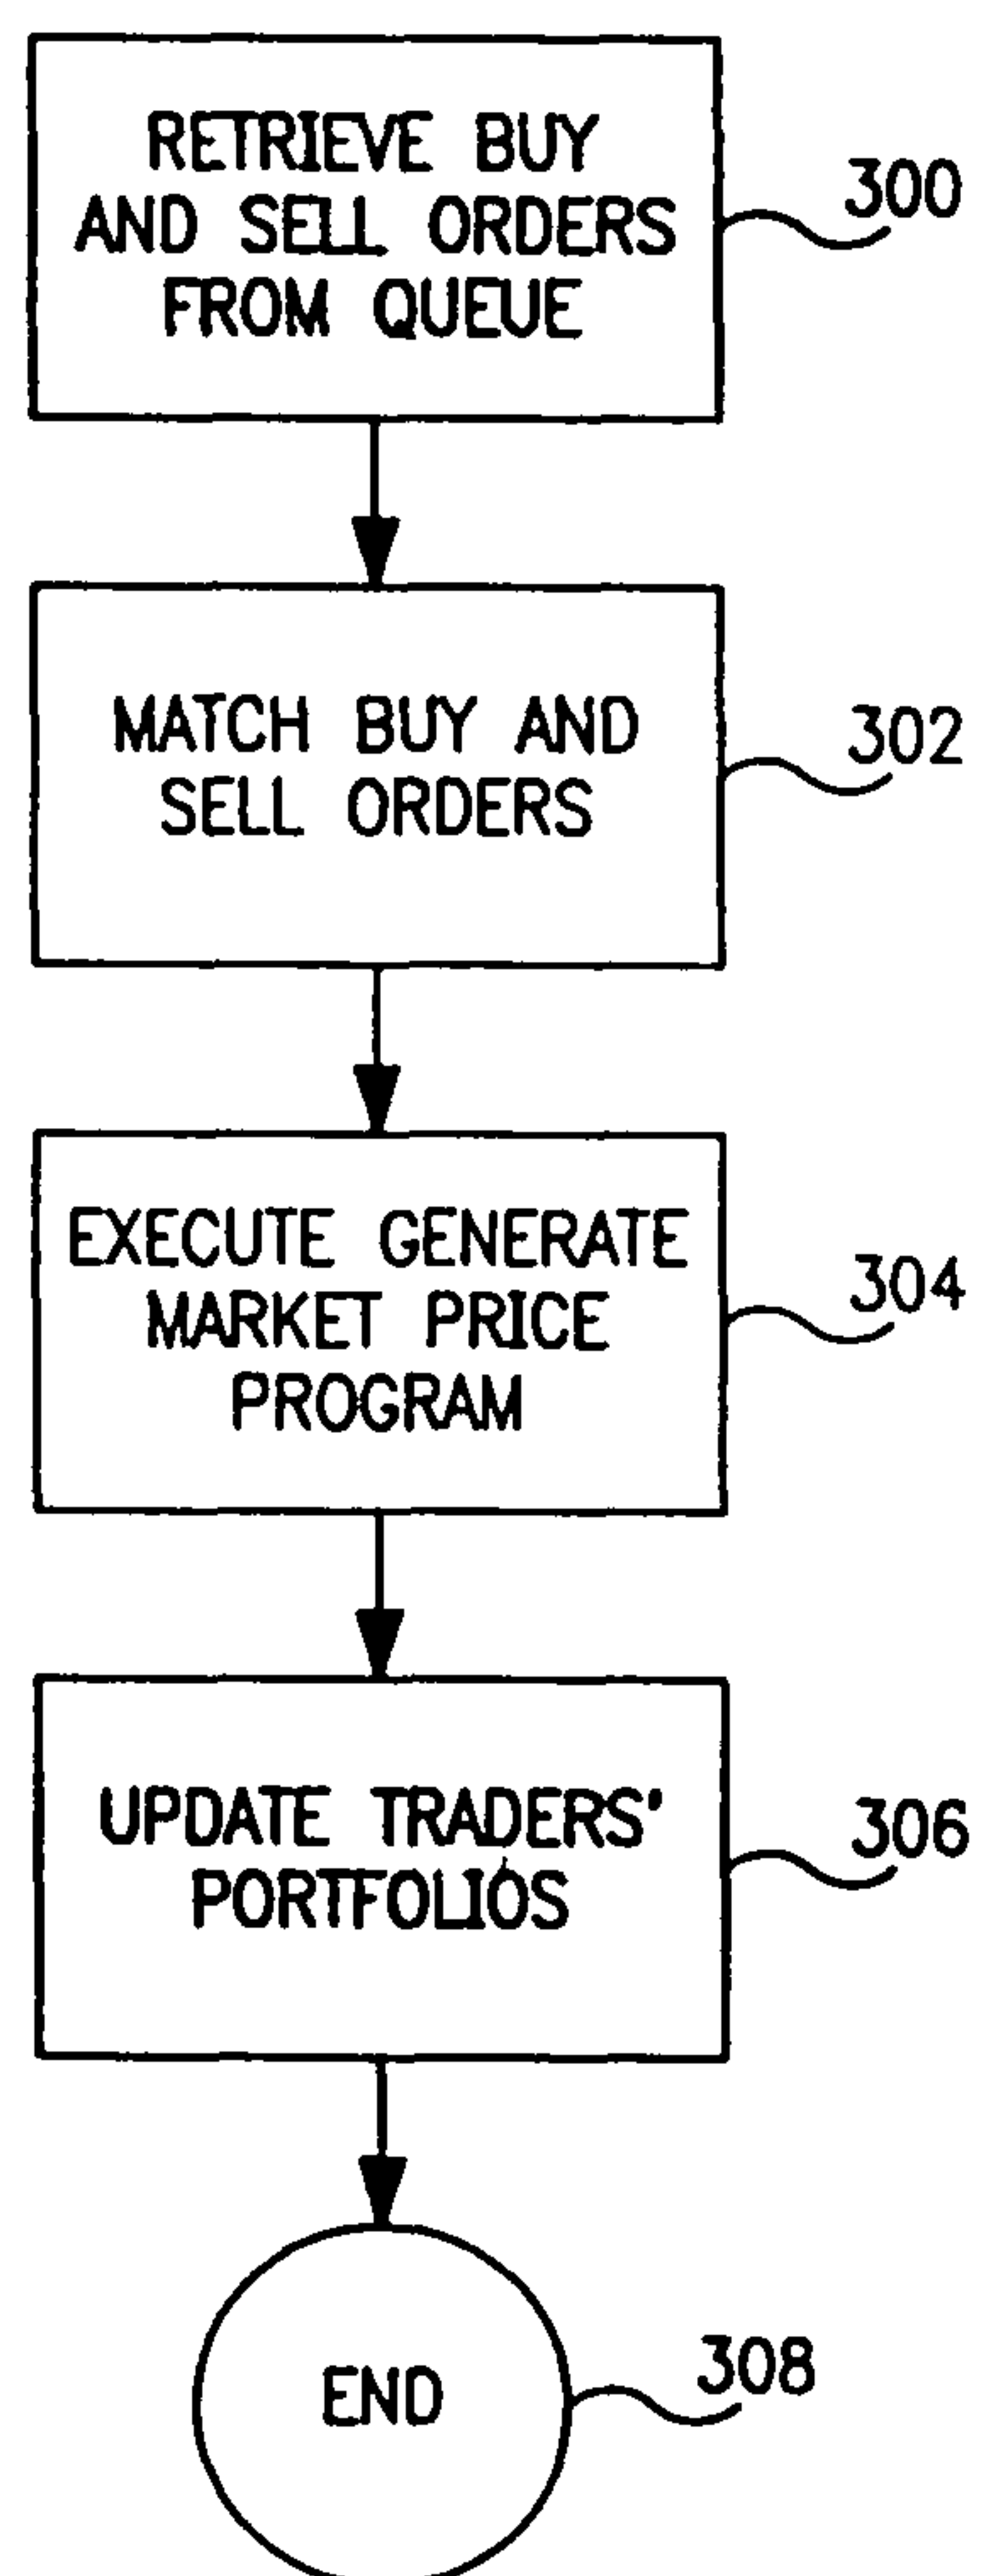 RETRIEVE BUY
AND SELL ORDERS
FROM QUEUE
300
MATCH BUY AND
SELL ORDERS
302
EXECUTE GENERATE
MARKET PRICE
PROGRAM
304
UPDATE TRADERS'
PORTFOLIOS
306
END
308